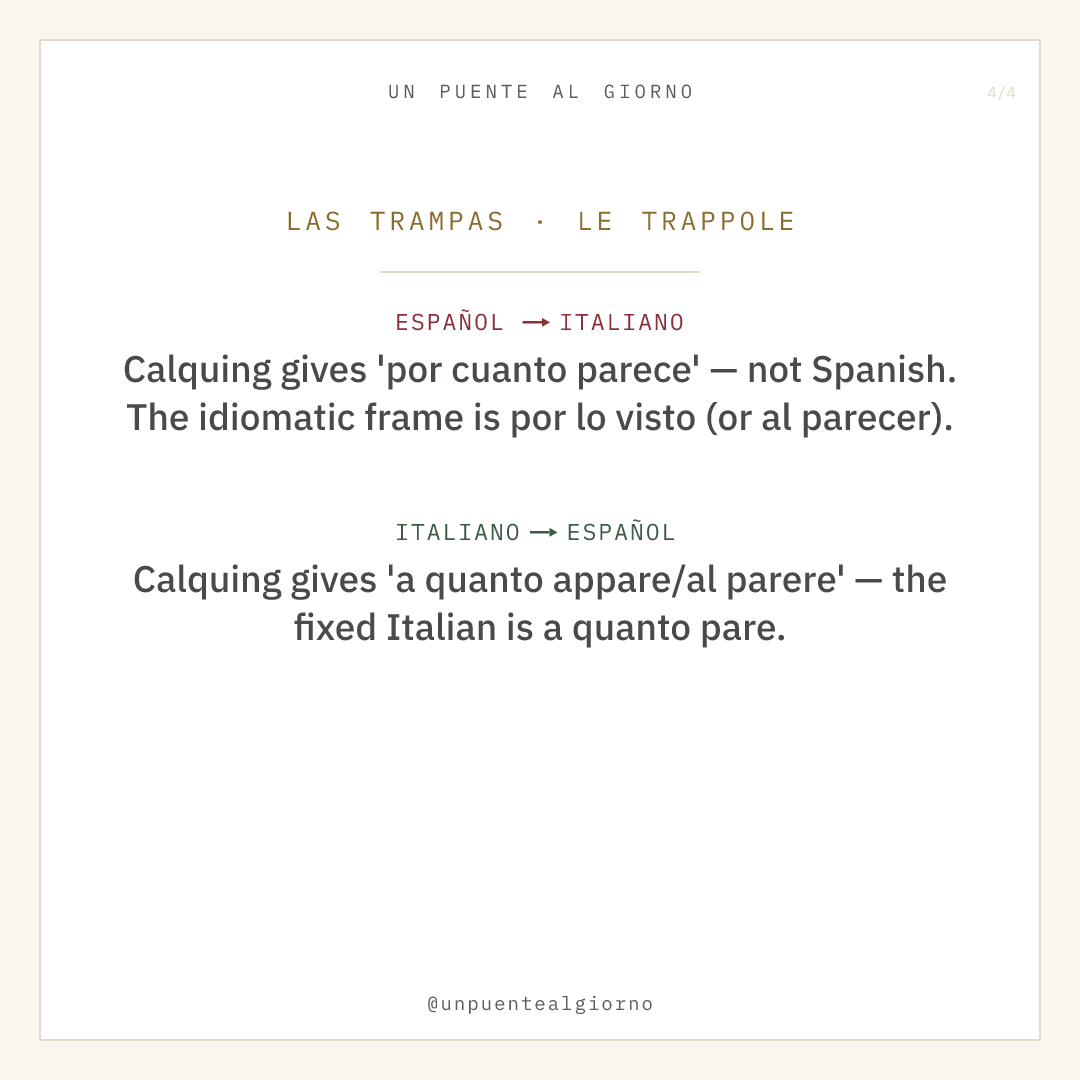 UN PUENTE AL GIORNO
4/4
LAS TRAMPAS · LE TRAPPOLE
ESPAÑOL → ITALIANO
Calquing gives 'por cuanto parece' — not Spanish.
The idiomatic frame is por lo visto (or al parecer).
ITALIANO → ESPAÑOL
Calquing gives 'a quanto appare/al parere' — the
fixed Italian is a quanto pare.
@unpuentealgiorno